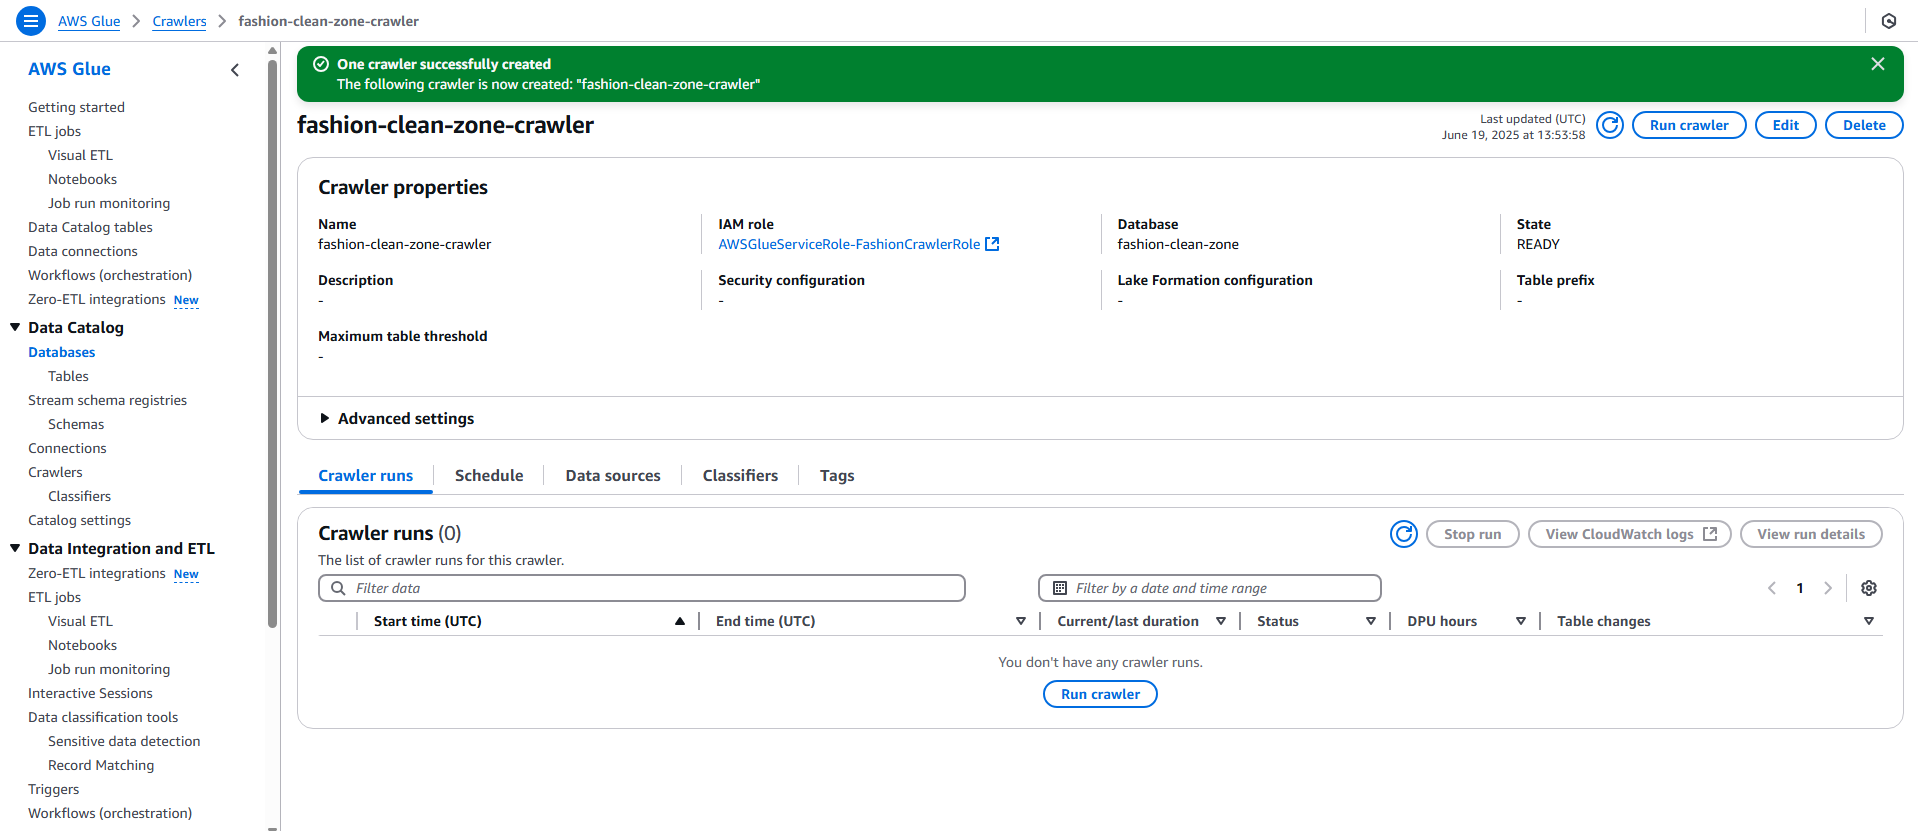 AWS Glue > Crawlers > fashion-clean-zone-crawler
AWS Glue
Getting started
ETL jobs
Visual ETL
Notebooks
Job run monitoring
Data Catalog tables
Data connections
Workflows (orchestration)
Zero-ETL integrations New
Data Catalog
Databases
Tables
Stream schema registries
Schemas
Connections
Crawlers
Classifiers
Catalog settings
Data Integration and ETL
Zero-ETL integrations New
ETL jobs
Visual ETL
Notebooks
Job run monitoring
Interactive Sessions
Data classification tools
Sensitive data detection
Record Matching
Triggers
Workflows (orchestration)
One crawler successfully created
The following crawler is now created: "fashion-clean-zone-crawler"
fashion-clean-zone-crawler
Last updated (UTC)
June 19, 2025 at 13:53:58
Run crawler
Edit
Delete
Crawler properties
Name
fashion-clean-zone-crawler
IAM role
AWSGlueServiceRole-FashionCrawlerRole
Database
fashion-clean-zone
State
READY
Description
-
Security configuration
-
Lake Formation configuration
-
Table prefix
-
Maximum table threshold
-
Advanced settings
Crawler runs
Schedule
Data sources
Classifiers
Tags
Crawler runs (0)
The list of crawler runs for this crawler.
Stop run
View CloudWatch logs
View run details
Filter data
Filter by a date and time range
1
Start time (UTC)
End time (UTC)
Current/last duration
Status
DPU hours
Table changes
You don't have any crawler runs.
Run crawler